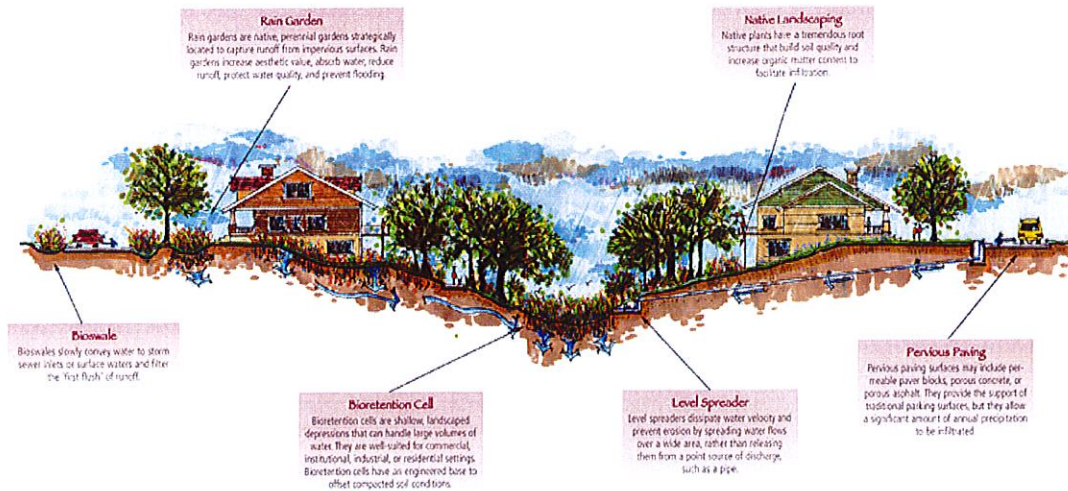 Rain Garden
Rain gardens are native, perennial gardens strategically
located to capture runoff from impervious surfaces. Rain
gardens increase aesthetic value, absorb water, reduce
runoff, protect water quality, and prevent flooding.
Native Landscaping
Native plants have a tremendous root
structure that build soil quality and
increase organic matter content to
facilitate infiltration.
Bioswale
Bioswales slowly convey water to storm
sewer inlets or surface waters and filter
the "first flush" of runoff.
Bioretention Cell
Bioretention cells are shallow, landscaped
depressions that can handle large volumes of
water. They are well-suited for commercial,
institutional, industrial, or residential settings.
Bioretention cells have an engineered base to
offset compacted soil conditions.
Level Spreader
Level spreaders dissipate water velocity and
prevent erosion by spreading water flows
over a wide area, rather than releasing
them from a point source of discharge,
such as a pipe.
Pervious Paving
Pervious paving surfaces may include per-
meable paver blocks, porous concrete, or
porous asphalt. They provide the support of
traditional parking surfaces, but they allow
a significant amount of annual precipitation
to be infiltrated.